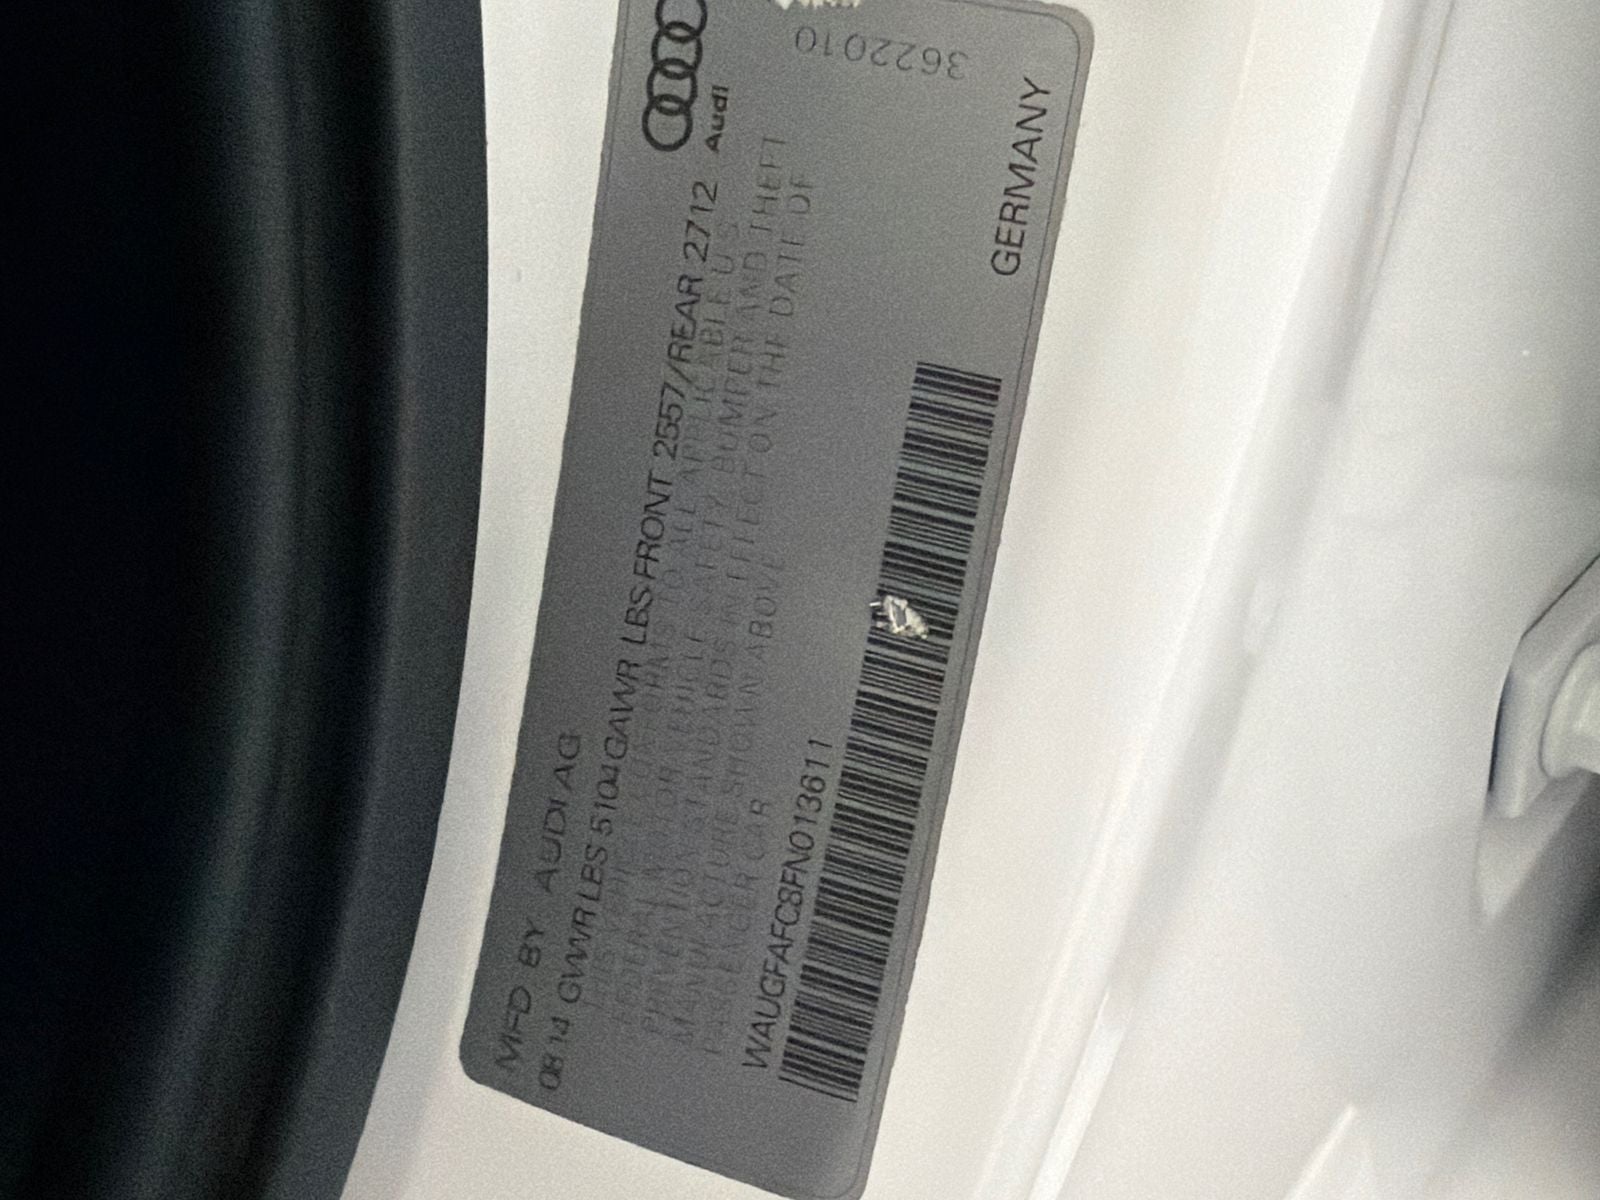 MFD BY AUDI AG
08 14 GWVR LBS 5104 GAWR LBS FRONT 2557/REAR 2712
THIS VEHICLE CONFORMS TO ALL APPLICABLE U.S.
FEDERAL MOTOR VEHICLE SAFETY, BUMPER AND THEFT
PREVENTION STANDARDS IN EFFECT ON THE DATE OF
MANUFACTURE SHOWN ABOVE
PASSENGER CAR
WAUGFAFC8FN013611
GERMANY
Audi
3622010